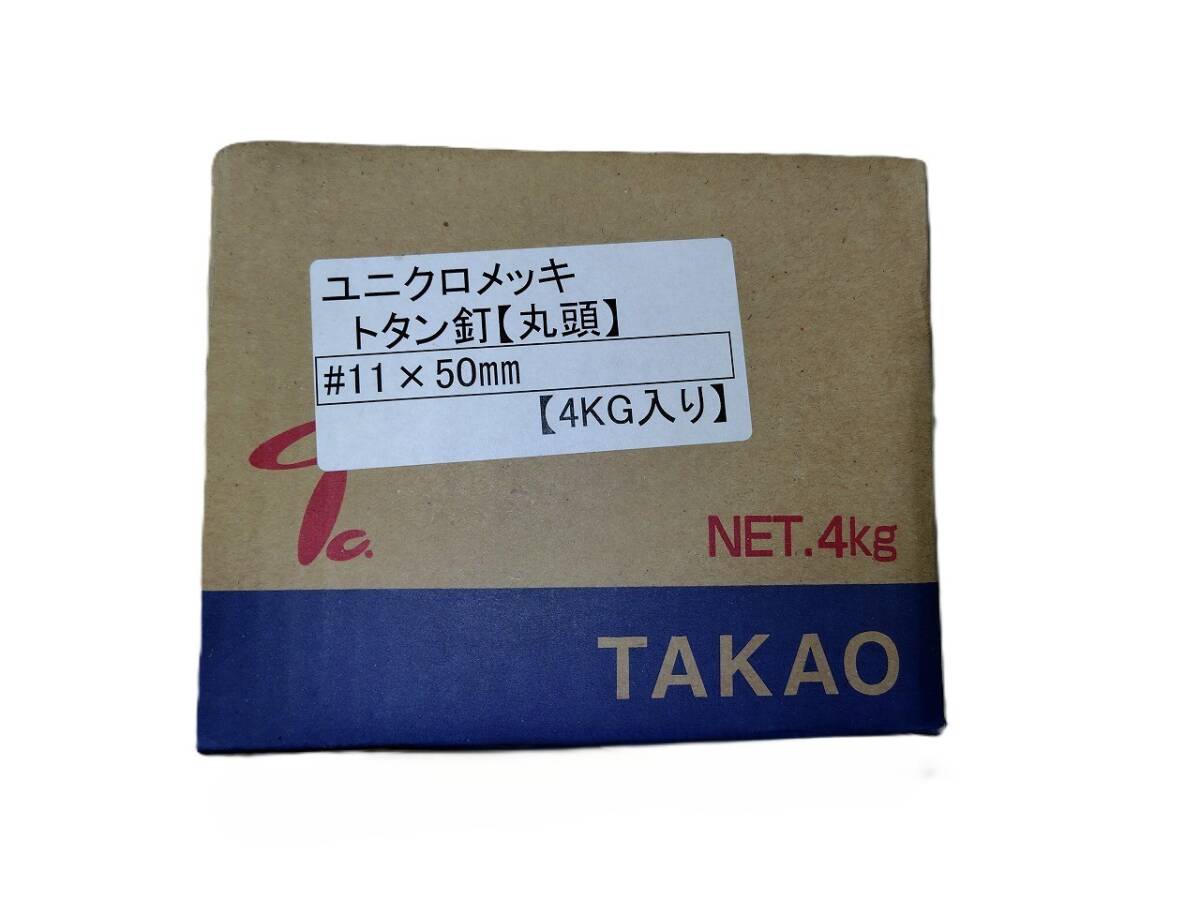 ユニクロメッキ
トタン釘【丸頭】
#11×50mm
【4KG入り】
Tc.
NET.4kg
TAKAO